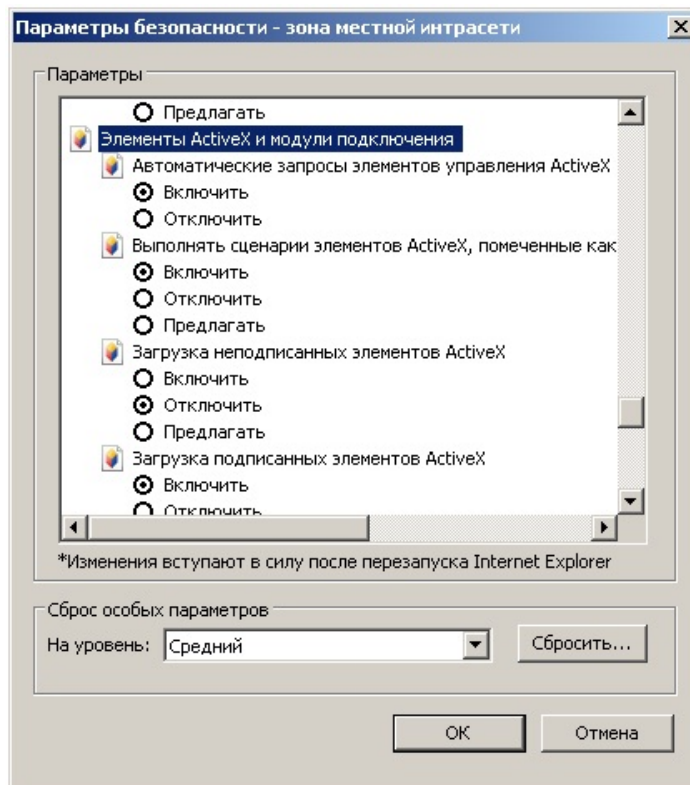 Параметры безопасности - зона местной интрасети
Параметры
Предлагать
Элементы ActiveX и модули подключения
Автоматические запросы элементов управления ActiveX
Включить
Отключить
Выполнять сценарии элементов ActiveX, помеченные как
Включить
Отключить
Предлагать
Загрузка неподписанных элементов ActiveX
Включить
Отключить
Предлагать
Загрузка подписанных элементов ActiveX
Включить
Отключить
*Изменения вступают в силу после перезапуска Internet Explorer
Сброс особых параметров
На уровень: Средний Сбросить...
ОК Отмена